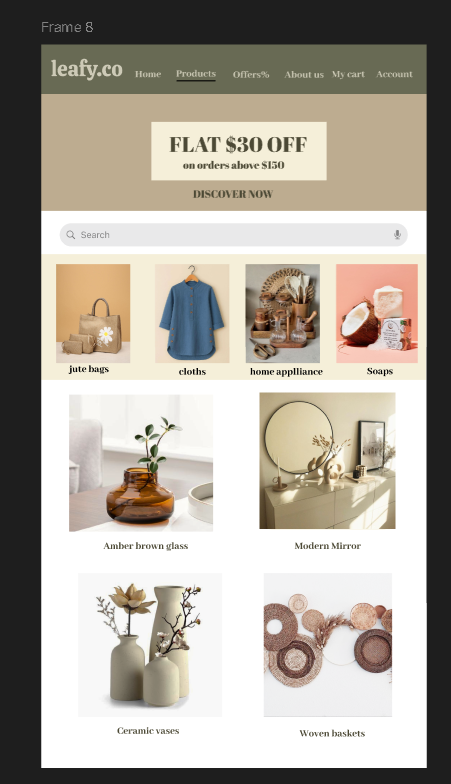 Frame 8
leafy.co Home Products Offers% About us My cart Account
FLAT $30 OFF
on orders above $150
DISCOVER NOW
Search
jute bags cloths home appliiance Soaps
Amber brown glass Modern Mirror
Ceramic vases Woven baskets